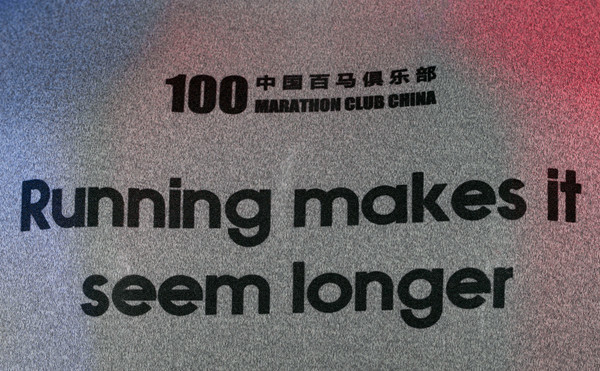 100 中国百马俱乐部
MARATHON CLUB CHINA
Running makes it
seem longer